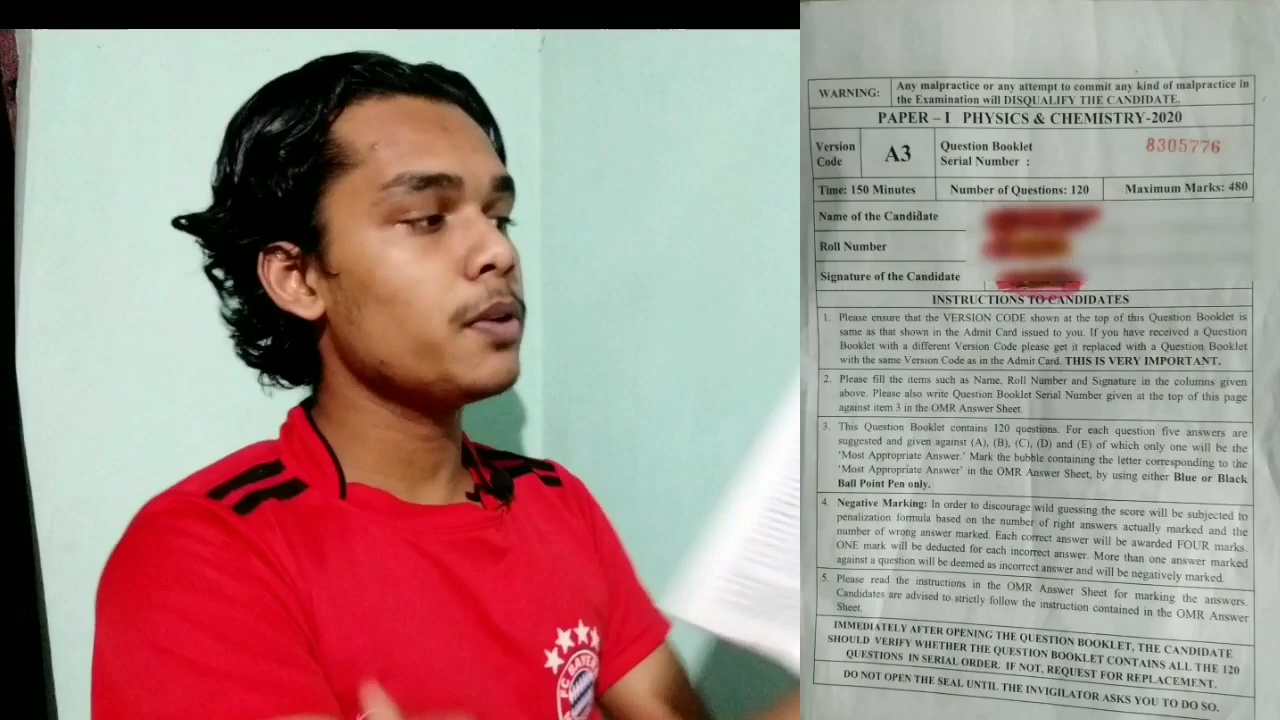 FC BAYE
WARNING:
Any malpractice or any attempt to commit any kind of malpractice in
the Examination will DISQUALIFY THE CANDIDATE.
PAPER – I PHYSICS & CHEMISTRY-2020
Version
Code
A3
Question Booklet
Serial Number :
8305776
Time: 150 Minutes
Number of Questions: 120
Maximum Marks: 480
Name of the Candidate
Roll Number
Signature of the Candidate
INSTRUCTIONS TO CANDIDATES
1. Please ensure that the VERSION CODE shown at the top of this Question Booklet is
same as that shown in the Admit Card issued to you. If you have received a Question
Booklet with a different Version Code please get it replaced with a Question Booklet
with the same Version Code as in the Admit Card. THIS IS VERY IMPORTANT.
2. Please fill the items such as Name, Roll Number and Signature in the columns given
above. Please also write Question Booklet Serial Number given at the top of this page
against item 3 in the OMR Answer Sheet.
3. This Question Booklet contains 120 questions. For each question five answers are
suggested and given against (A), (B), (C), (D) and (E) of which only one will be the
'Most Appropriate Answer.' Mark the bubble containing the letter corresponding to the
'Most Appropriate Answer' in the OMR Answer Sheet, by using either Blue or Black
Ball Point Pen only.
4. Negative Marking: In order to discourage wild guessing the score will be subjected to
penalization formula based on the number of right answers actually marked and the
number of wrong answer marked. Each correct answer will be awarded FOUR marks.
ONE mark will be deducted for each incorrect answer. More than one answer marked
against a question will be deemed as incorrect answer and will be negatively marked.
5. Please read the instructions in the OMR Answer Sheet for marking the answers.
Candidates are advised to strictly follow the instruction contained in the OMR Answer
Sheet.
IMMEDIATELY AFTER OPENING THE QUESTION BOOKLET, THE CANDIDATE
SHOULD VERIFY WHETHER THE QUESTION BOOKLET CONTAINS ALL THE 120
QUESTIONS IN SERIAL ORDER. IF NOT, REQUEST FOR REPLACEMENT.
DO NOT OPEN THE SEAL UNTIL THE INVIGILATOR ASKS YOU TO DO SO.